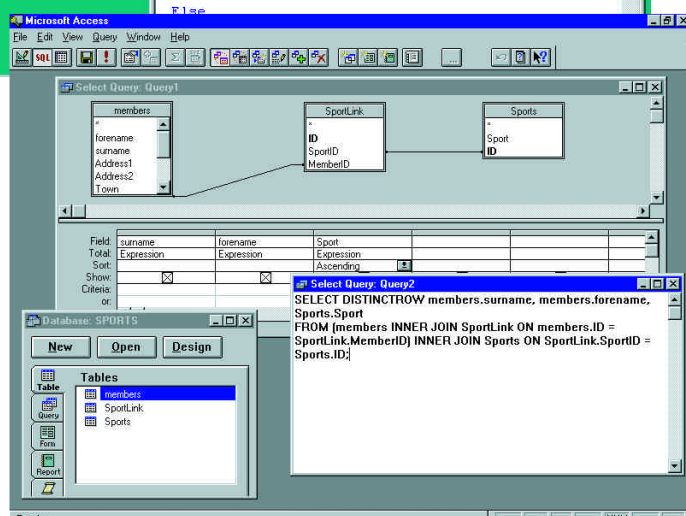 Else
Microsoft Access
File Edit View Query Window Help
SQL
Select Query: Query1
members
*
forename
surname
Address1
Address2
Town
SportLink
*
ID
SportID
MemberID
Sports
*
Sport
ID
Field: surname forename Sport
Total: Expression Expression Expression
Sort: Ascending
Show:
Criteria:
or:
Select Query: Query2
SELECT DISTINCTROW members.surname, members.forename,
Sports.Sport
FROM (members INNER JOIN SportLink ON members.ID =
SportLink.MemberID) INNER JOIN Sports ON SportLink.SportID =
Sports.ID;
Database: SPORTS
New Open Design
Table
Query
Form
Report
Tables
members
SportLink
Sports